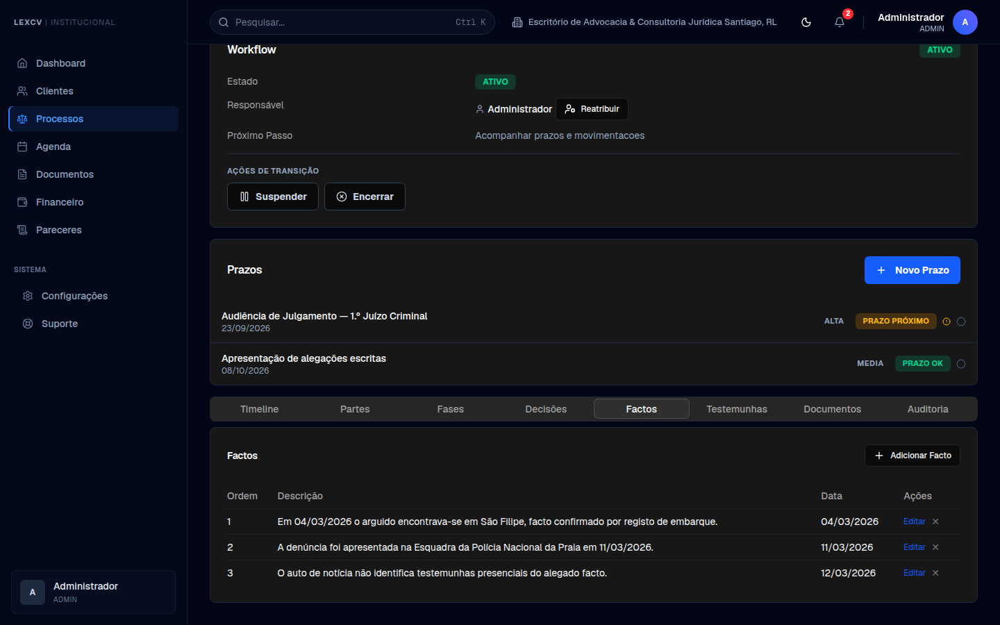 LEXCV | INSTITUCIONAL
Pesquisar...
Ctrl K
Escritório de Advocacia & Consultoria Jurídica Santiago, RL
2
Administrador
ADMIN
A
Dashboard
Clientes
Processos
Agenda
Documentos
Financeiro
Pareceres
SISTEMA
Configurações
Suporte
A
Administrador
ADMIN
Workflow
ATIVO
Estado
ATIVO
Responsável
Administrador
Reatribuir
Próximo Passo
Acompanhar prazos e movimentacoes
AÇÕES DE TRANSIÇÃO
Suspender
Encerrar
Prazos
Novo Prazo
Audiência de Julgamento — 1.º Juízo Criminal
23/09/2026
ALTA
PRAZO PRÓXIMO
Apresentação de alegações escritas
08/10/2026
MEDIA
PRAZO OK
Timeline Partes Fases Decisões Factos Testemunhas Documentos Auditoria
Factos
Adicionar Facto
Ordem Descrição Data Ações
1 Em 04/03/2026 o arguido encontrava-se em São Filipe, facto confirmado por registo de embarque. 04/03/2026 Editar
2 A denúncia foi apresentada na Esquadra da Polícia Nacional da Praia em 11/03/2026. 11/03/2026 Editar
3 O auto de notícia não identifica testemunhas presenciais do alegado facto. 12/03/2026 Editar